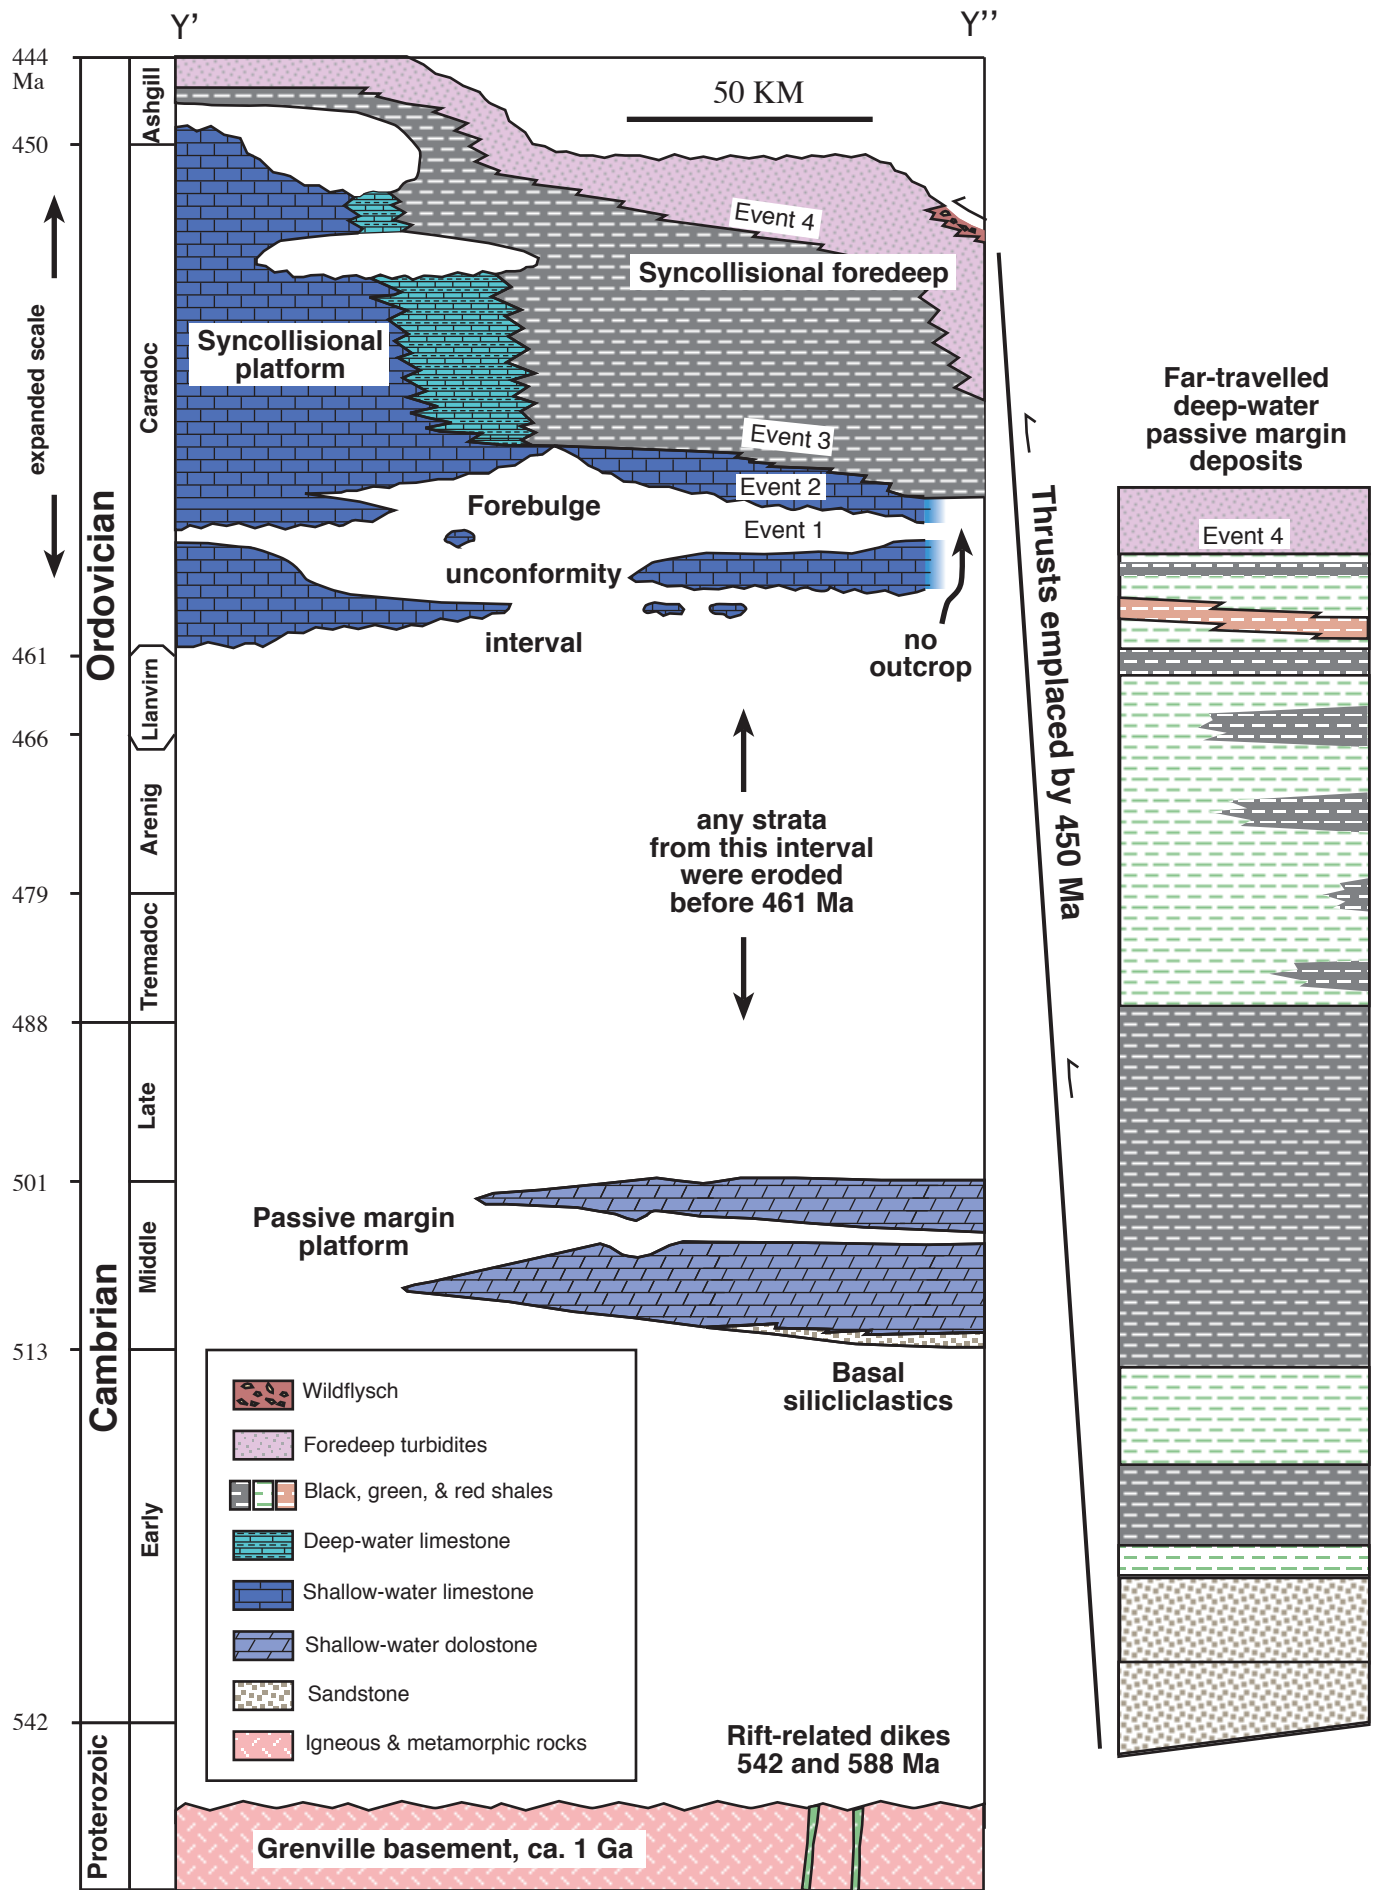 Y'
Y''
444
Ma
450
461
466
479
488
501
513
542
expanded scale
Ordovician
Cambrian
Proterozoic
Ashgill
Caradoc
Llanvirn
Arenig
Tremadoc
Late
Middle
Early
50 KM
Event 4
Syncollisional foredeep
Syncollisional
platform
Event 3
Event 2
Forebulge
Event 1
unconformity
interval
no
outcrop
any strata
from this interval
were eroded
before 461 Ma
Passive margin
platform
Basal
silicliclastics
Wildflysch
Foredeep turbidites
Black, green, & red shales
Deep-water limestone
Shallow-water limestone
Shallow-water dolostone
Sandstone
Igneous & metamorphic rocks
Rift-related dikes
542 and 588 Ma
Grenville basement, ca. 1 Ga
Thrusts emplaced by 450 Ma
Far-travelled
deep-water
passive margin
deposits
Event 4